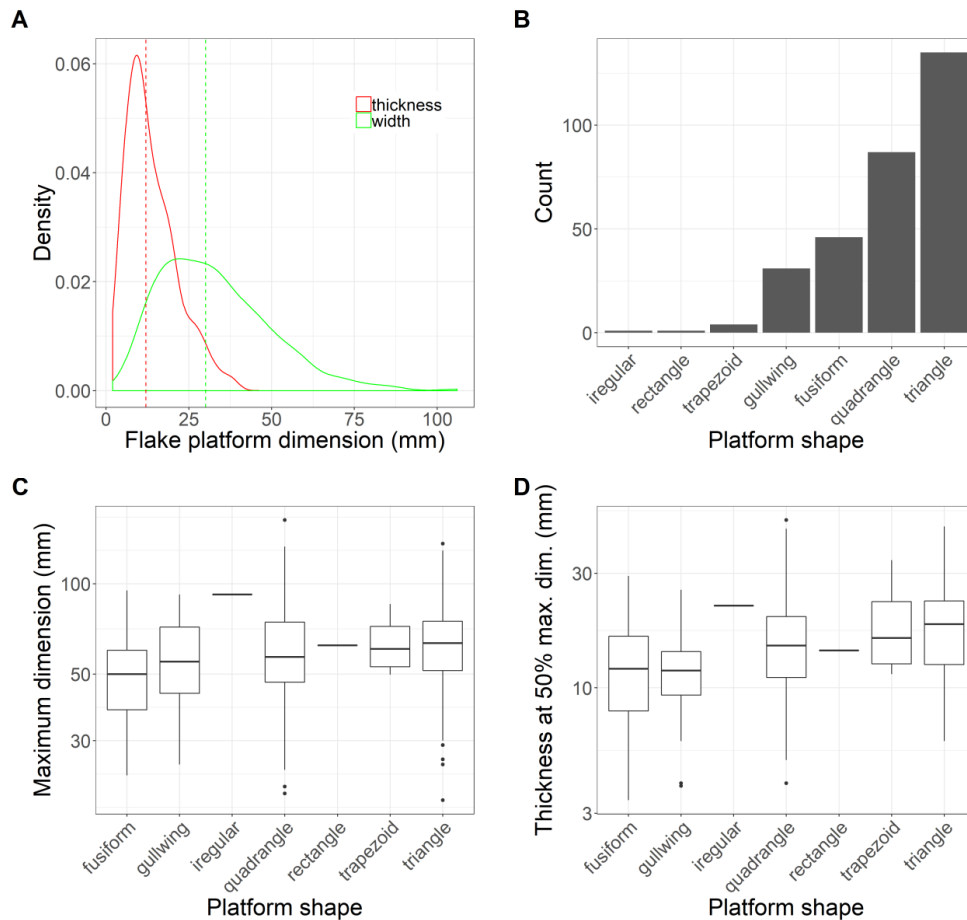 A
0.06
0.04
0.02
0.00
Density
thickness
width
0
25
50
75
100
Flake platform dimension (mm)
B
100
50
0
Count
iregular
rectangle
trapezoid
gullwing
fusiform
quadrangle
triangle
Platform shape
C
100
50
30
Maximum dimension (mm)
fusiform
gullwing
iregular
quadrangle
rectangle
trapezoid
triangle
Platform shape
D
30
10
3
Thickness at 50% max. dim. (mm)
fusiform
gullwing
iregular
quadrangle
rectangle
trapezoid
triangle
Platform shape